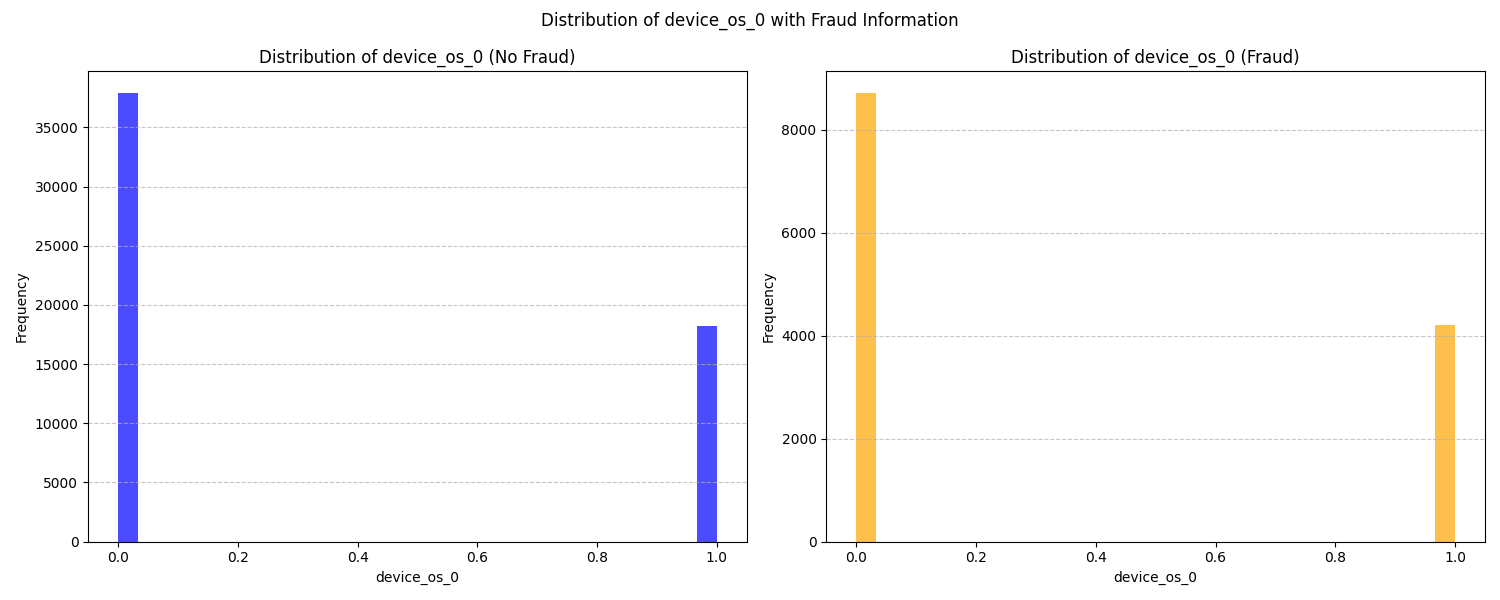 Distribution of device_os_0 with Fraud Information
Distribution of device_os_0 (No Fraud)
Frequency
35000
30000
25000
20000
15000
10000
5000
0
0.0 0.2 0.4 0.6 0.8 1.0
device_os_0
Distribution of device_os_0 (Fraud)
Frequency
8000
6000
4000
2000
0
0.0 0.2 0.4 0.6 0.8 1.0
device_os_0